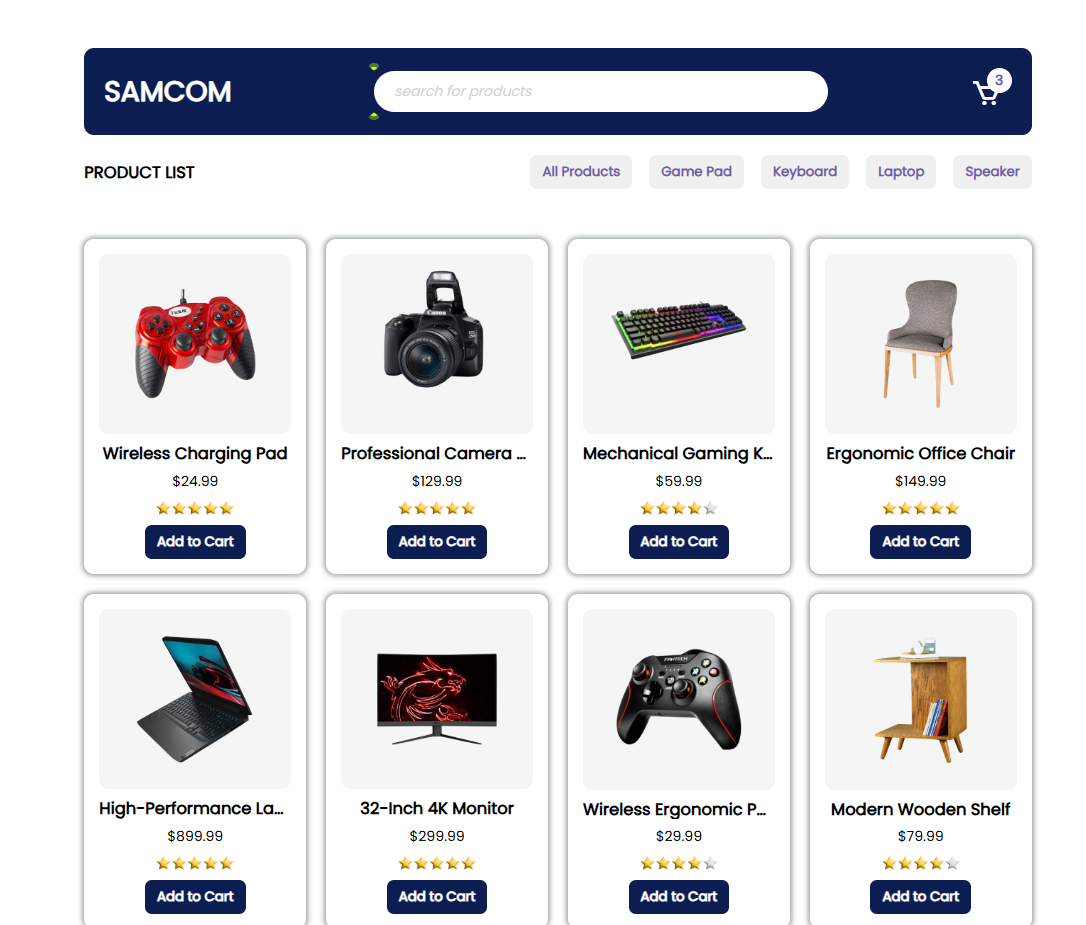 SAMCOM
search for products
3
PRODUCT LIST
All Products
Game Pad
Keyboard
Laptop
Speaker
Canon
Wireless Charging Pad
Professional Camera ...
Mechanical Gaming K...
Ergonomic Office Chair
$24.99
$129.99
$59.99
$149.99
Add to Cart
Add to Cart
Add to Cart
Add to Cart
FANTECH
High-Performance La...
32-Inch 4K Monitor
Wireless Ergonomic P...
Modern Wooden Shelf
$899.99
$299.99
$29.99
$79.99
Add to Cart
Add to Cart
Add to Cart
Add to Cart